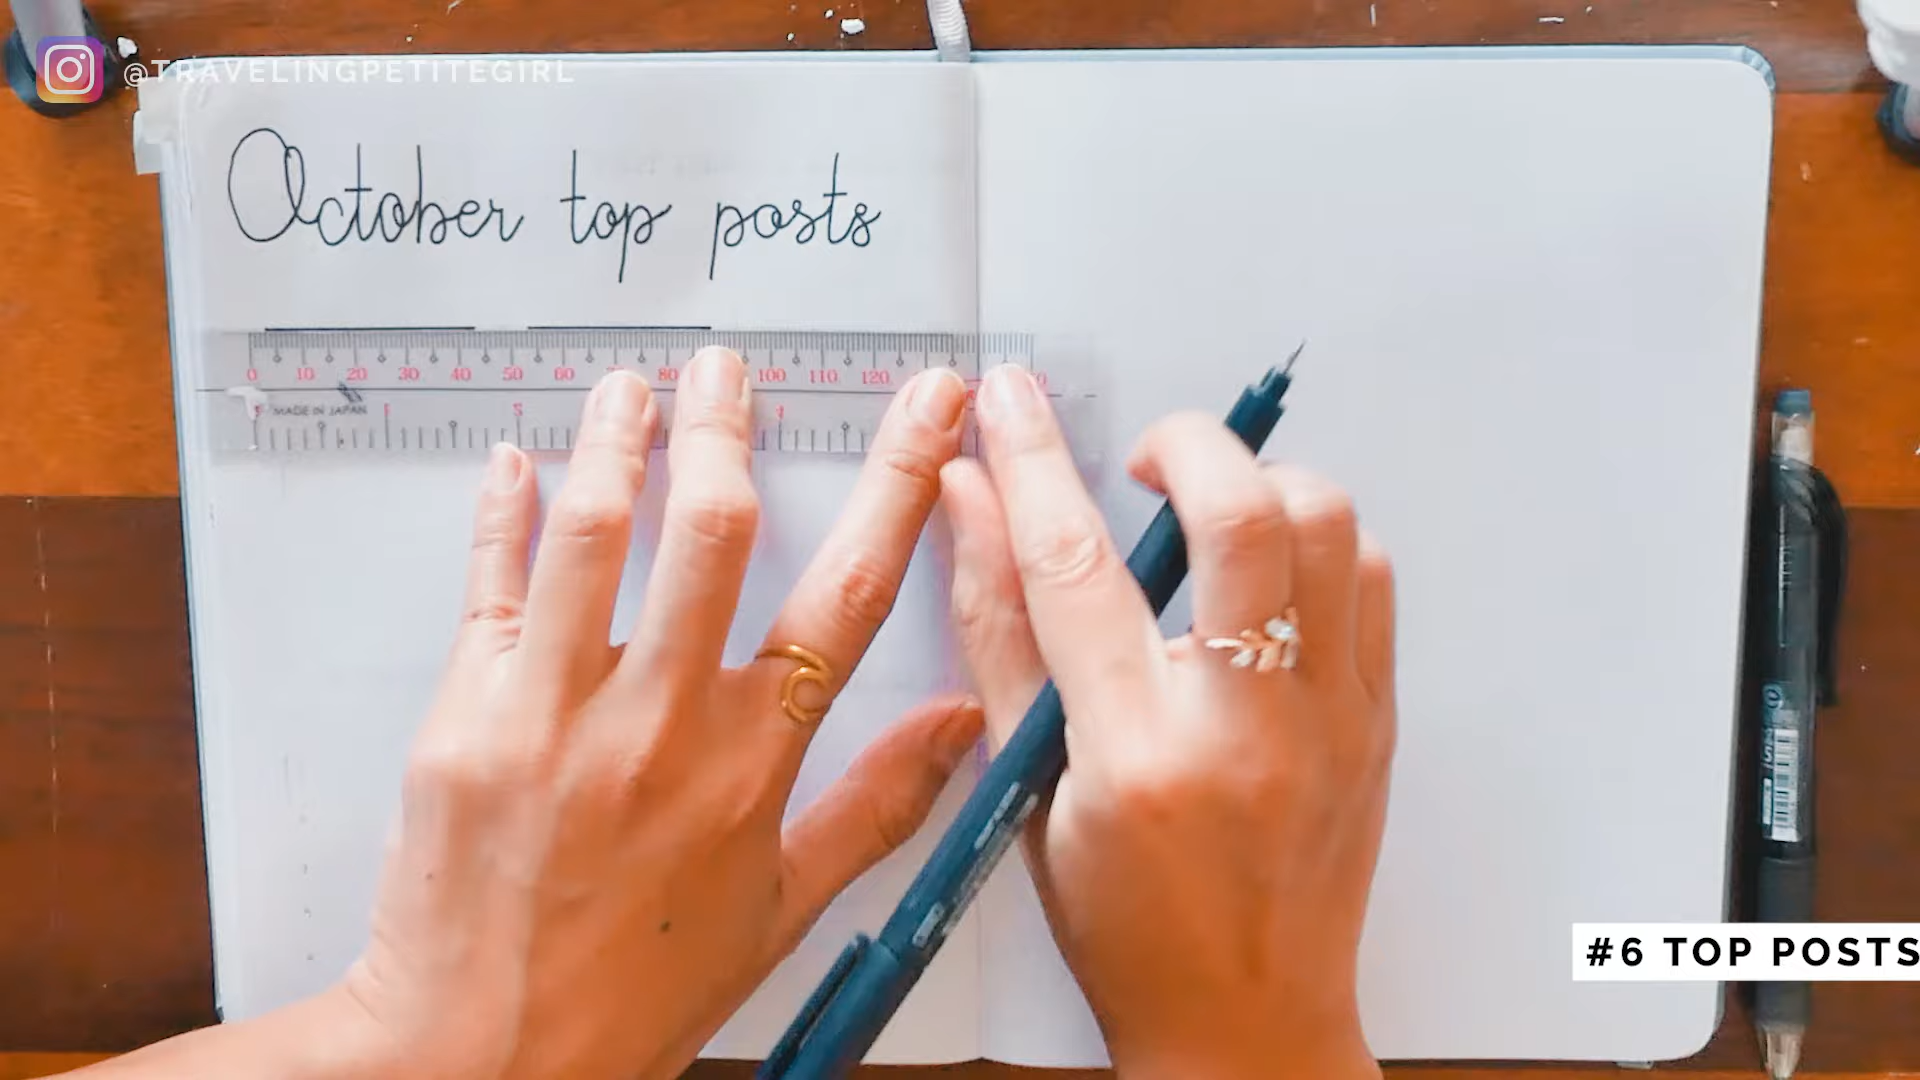 @TRAVELINGPETITEGIRL
October top posts
0 10 20 30 40 50 60 80 100 110 120
MADE IN JAPAN
#6 TOP POSTS